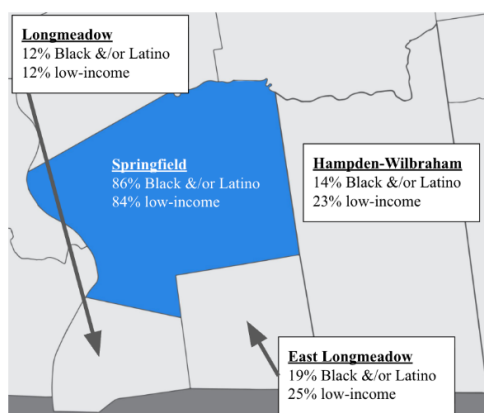 Longmeadow
12% Black &/or Latino
12% low-income
Springfield
86% Black &/or Latino
84% low-income
Hampden-Wilbraham
14% Black &/or Latino
23% low-income
East Longmeadow
19% Black &/or Latino
25% low-income